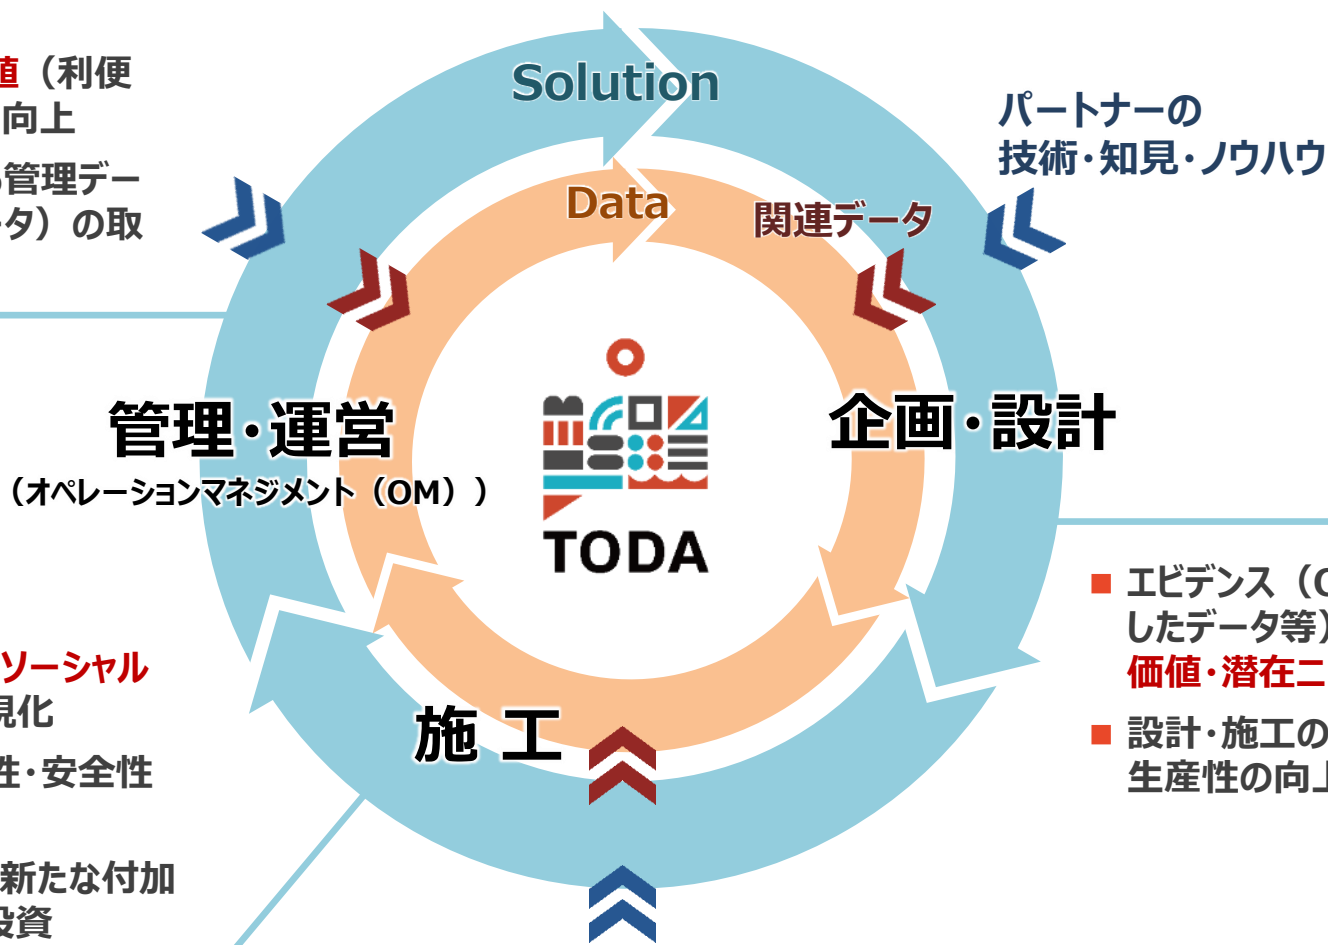 値（利便
向上
管理デー
タ）の取
Solution
Data
関連データ
パートナーの
技術・知見・ノウハウ
管理・運営
（オペレーションマネジメント（OM））
企画・設計
TODA
施 工
ソーシャル
見化
性・安全性
新たな付加
投資
■ エビデンス（O
したデータ等）
価値・潜在ニ
■ 設計・施工の
生産性の向上